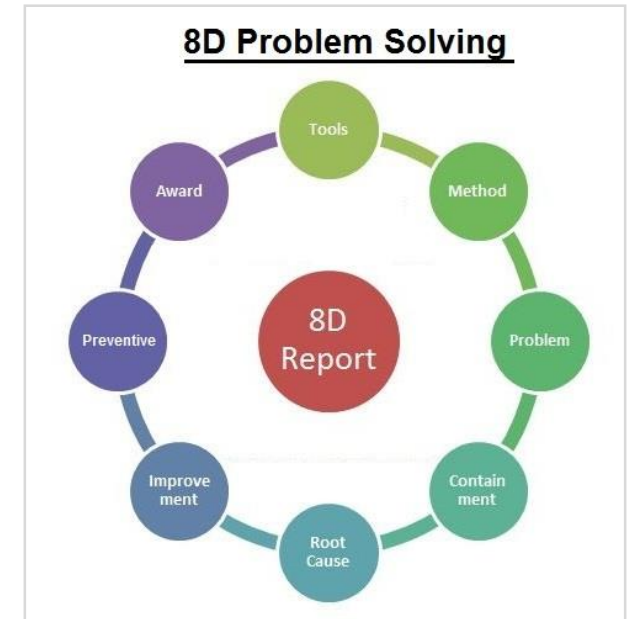 8D Problem Solving
Tools
Method
Problem
Contain
ment
Root
Cause
Improve
ment
Preventive
Award
8D
Report